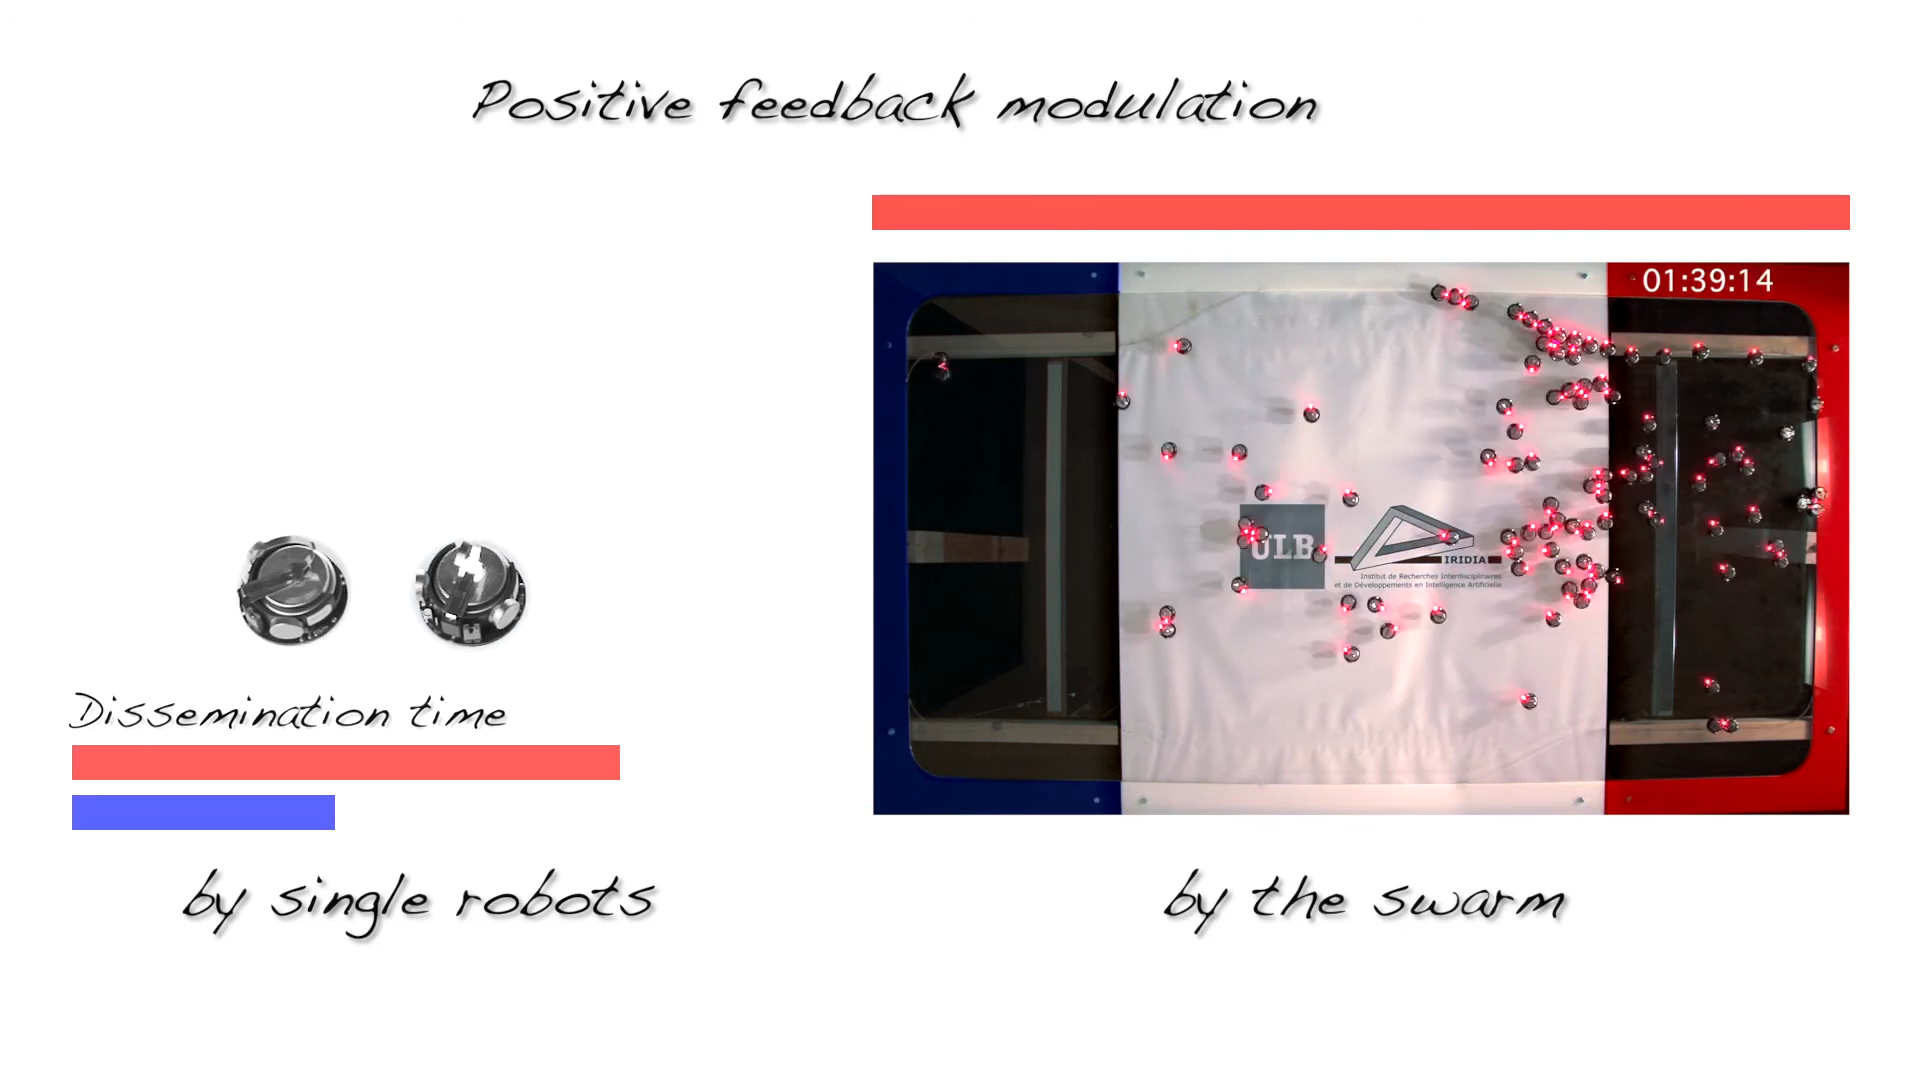 Positive feedback modulation
01:39:14
ULB
IRIDIA
Institut de Recherches Interdisciplinaires
et de Développements en Intelligence Artificielle
Dissemination time
by single robots
by the swarm